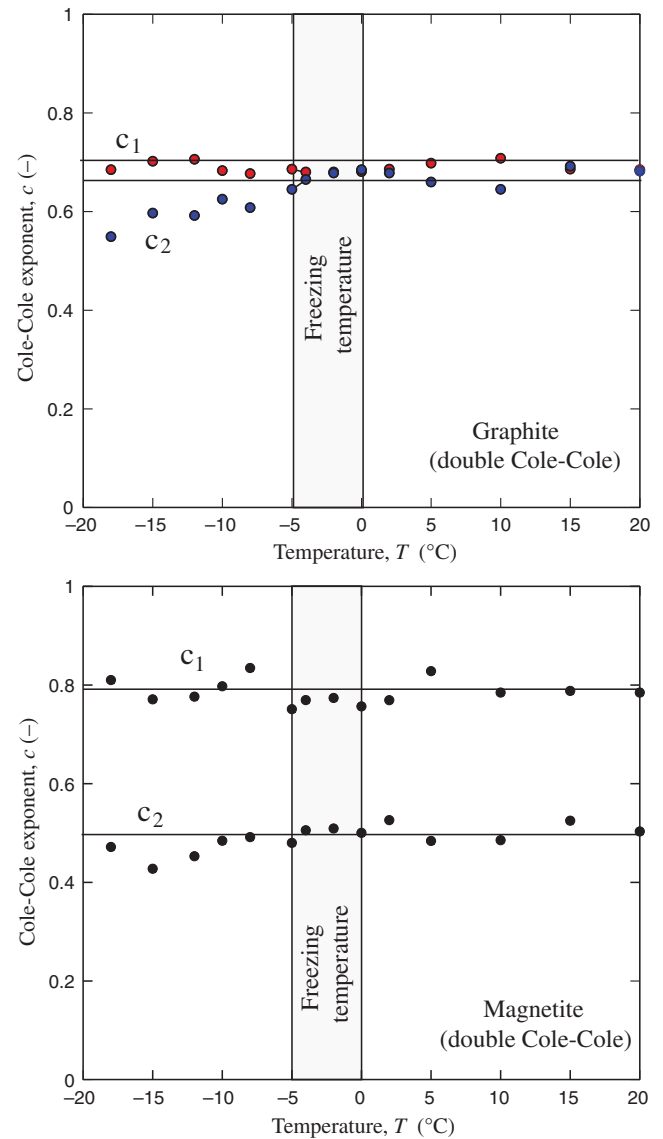 1
0.8
0.6
0.4
0.2
0
Cole-Cole exponent, c (–)
c1
c2
Freezing
temperature
Graphite
(double Cole-Cole)
–20 –15 –10 –5 0 5 10 15 20
Temperature, T (°C)
1
0.8
0.6
0.4
0.2
0
Cole-Cole exponent, c (–)
c1
c2
Freezing
temperature
Magnetite
(double Cole-Cole)
–20 –15 –10 –5 0 5 10 15 20
Temperature, T (°C)